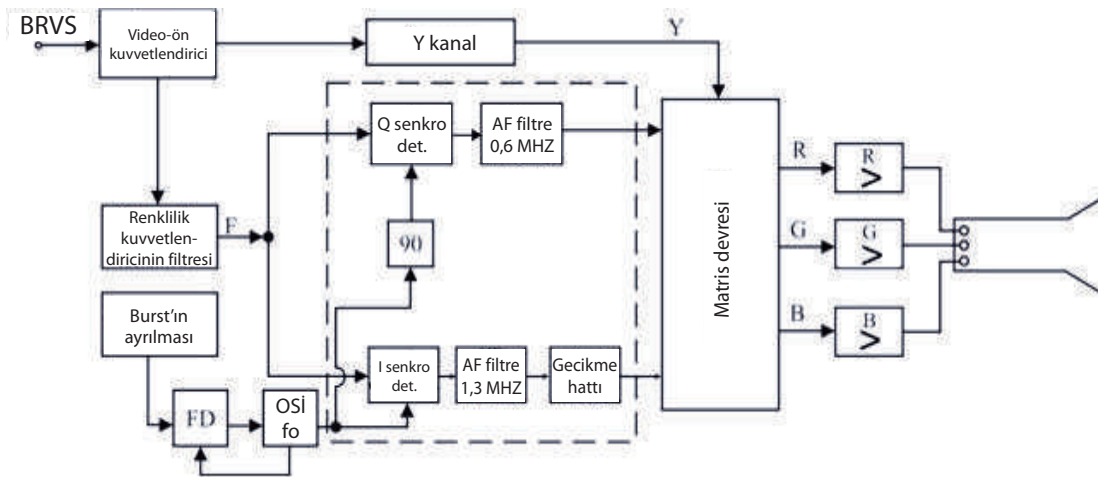 BRVS
Video-ön
kuvvetlendirici
Y kanal
Y
Q senkro
det.
AF filtre
0,6 MHZ
Renklilik
kuvvetlen-
diricinin filtresi
F
90
Matris devresi
R
R
>
G
G
>
B
B
>
Burst'ın
ayrılması
I senkro
det.
AF filtre
1,3 MHZ
Gecikme
hattı
FD
OSİ
fo